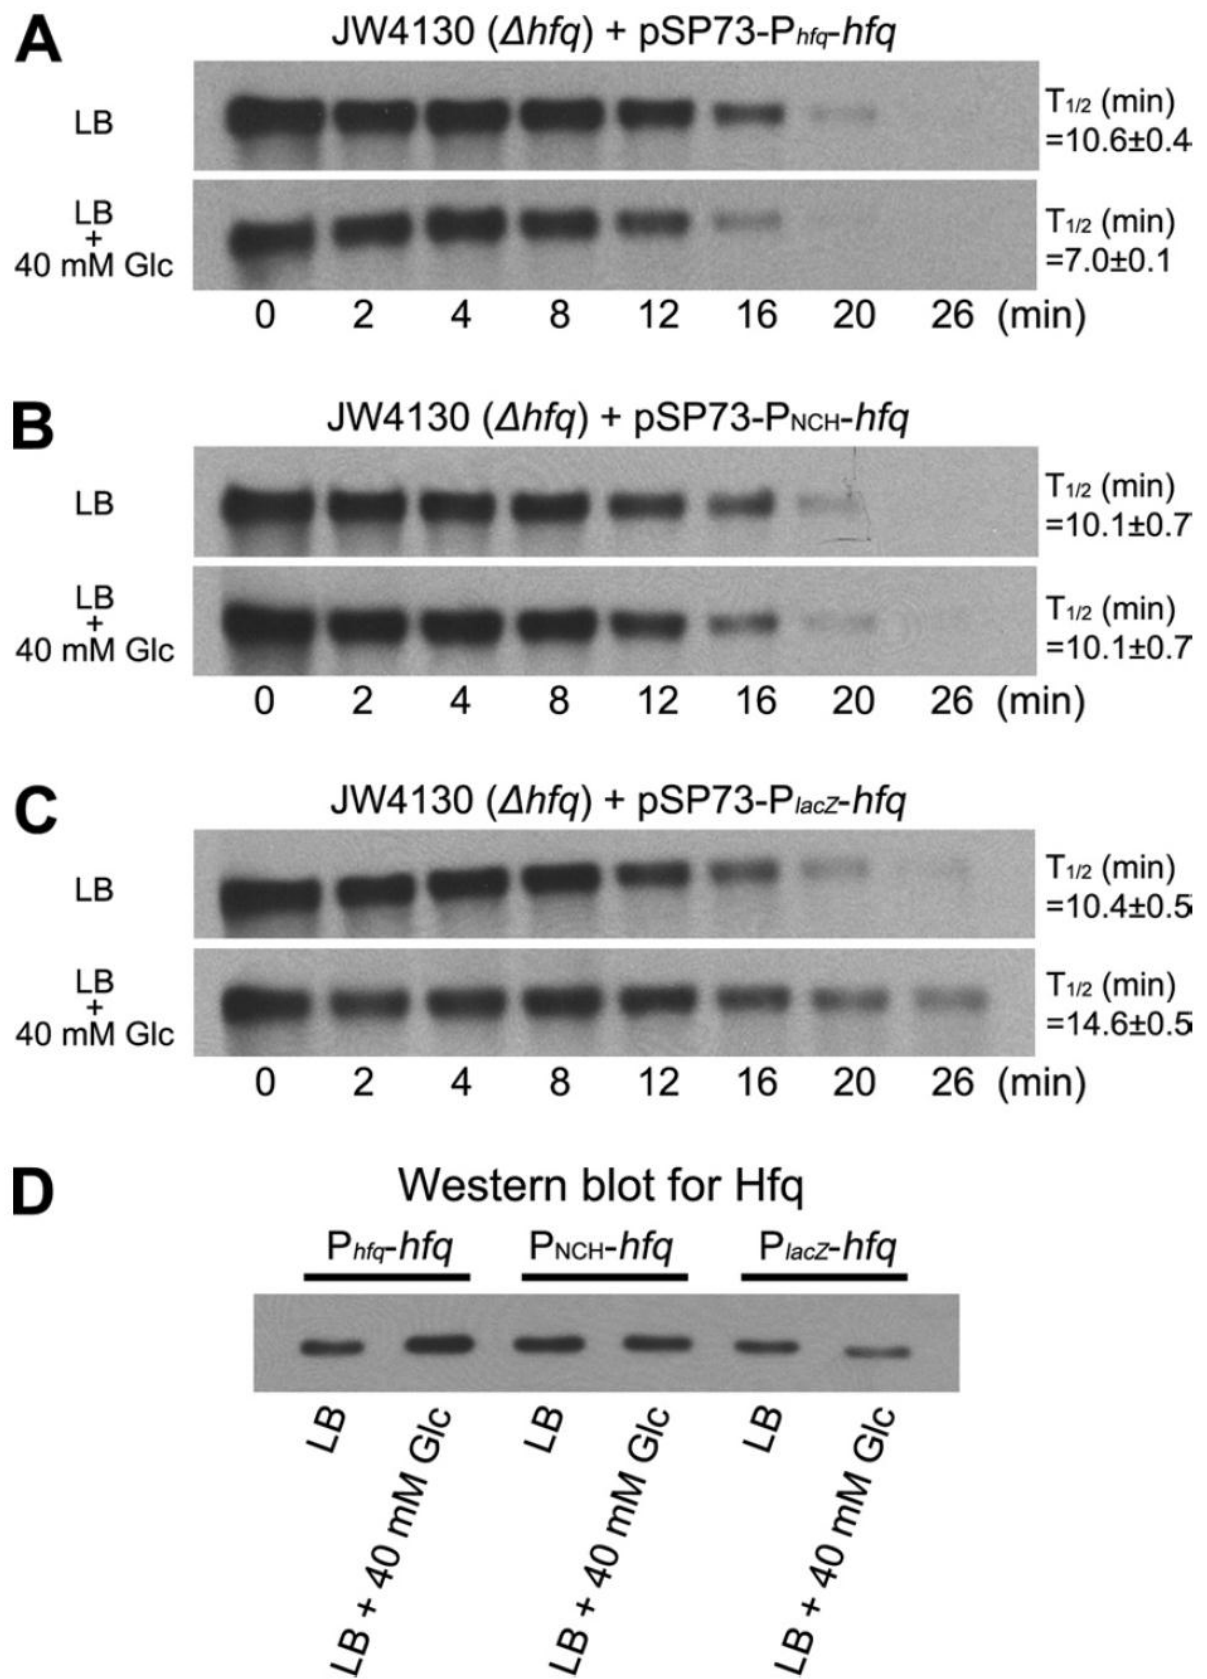 A
JW4130 (Δhfq) + pSP73-Phfq-hfq
LB
T1/2 (min)
=10.6±0.4
LB
+
40 mM Glc
T1/2 (min)
=7.0±0.1
0 2 4 8 12 16 20 26 (min)
B
JW4130 (Δhfq) + pSP73-PNCH-hfq
LB
T1/2 (min)
=10.1±0.7
LB
+
40 mM Glc
T1/2 (min)
=10.1±0.7
0 2 4 8 12 16 20 26 (min)
C
JW4130 (Δhfq) + pSP73-PlacZ-hfq
LB
T1/2 (min)
=10.4±0.5
LB
+
40 mM Glc
T1/2 (min)
=14.6±0.5
0 2 4 8 12 16 20 26 (min)
D
Western blot for Hfq
Phfq-hfq PNCH-hfq PlacZ-hfq
LB
LB + 40 mM Glc
LB
LB + 40 mM Glc
LB
LB + 40 mM Glc